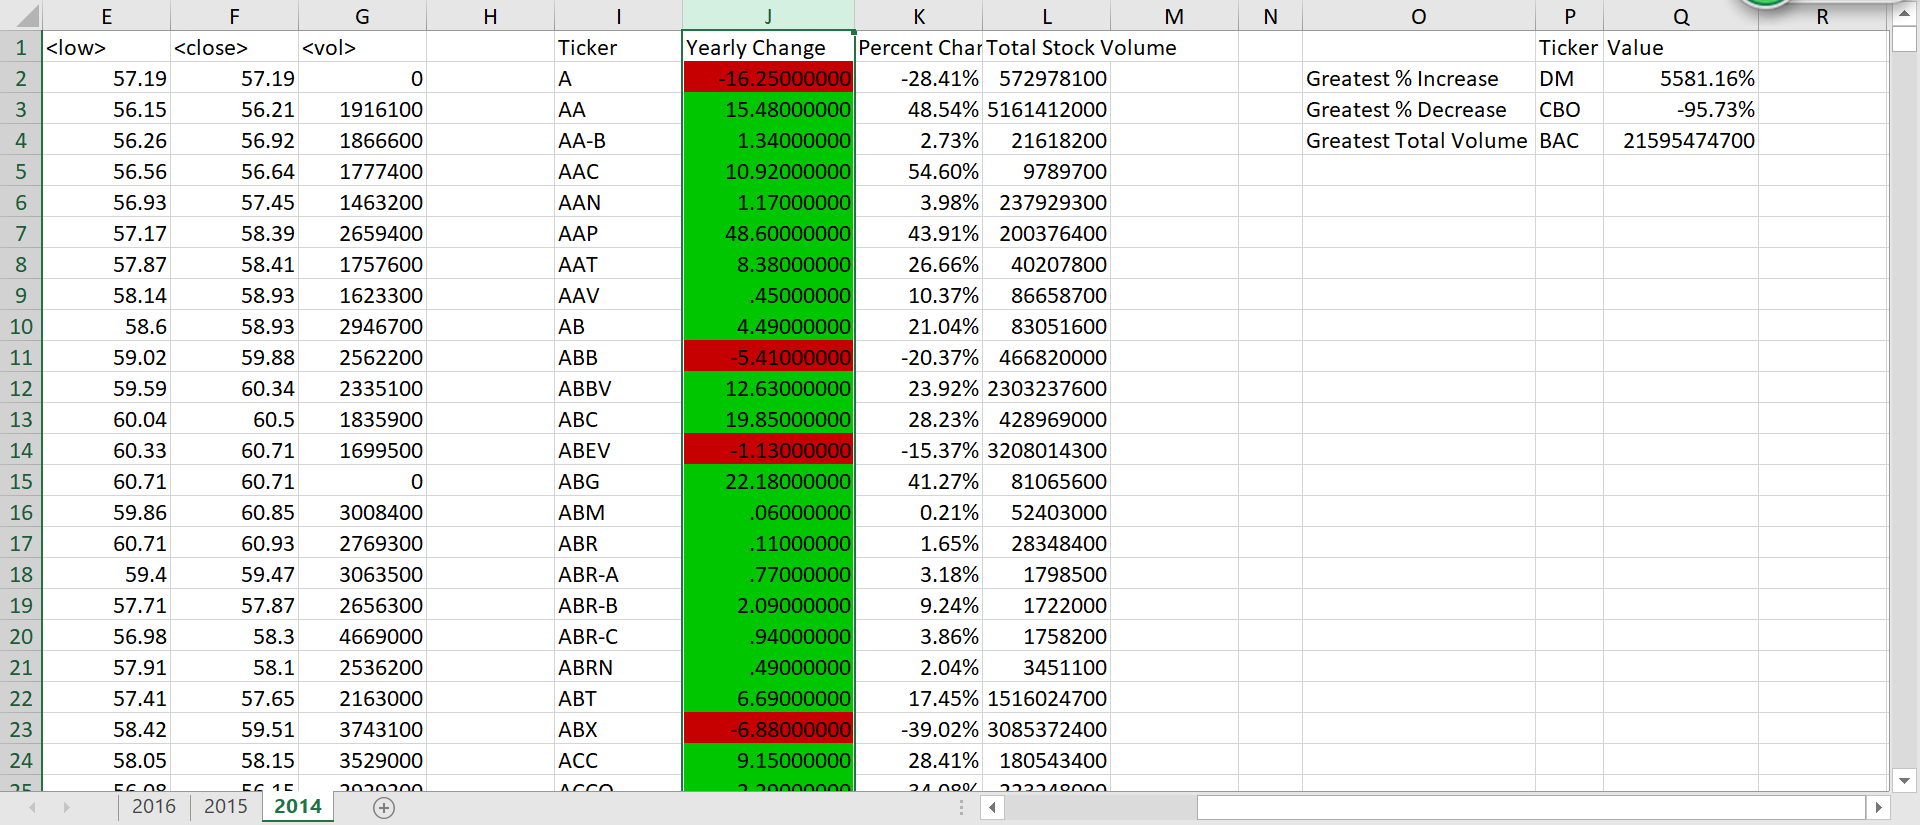 E F G H I J K L M N O P Q R
1 <low> <close> <vol> Ticker Yearly Change Percent Char Total Stock Volume Ticker Value
2 57.19 57.19 0 A -16.25000000 -28.41% 572978100 Greatest % Increase DM 5581.16%
3 56.15 56.21 1916100 AA 15.48000000 48.54% 5161412000 Greatest % Decrease CBO -95.73%
4 56.26 56.92 1866600 AA-B 1.34000000 2.73% 21618200 Greatest Total Volume BAC 21595474700
5 56.56 56.64 1777400 AAC 10.92000000 54.60% 9789700
6 56.93 57.45 1463200 AAN 1.17000000 3.98% 237929300
7 57.17 58.39 2659400 AAP 48.60000000 43.91% 200376400
8 57.87 58.41 1757600 AAT 8.38000000 26.66% 40207800
9 58.14 58.93 1623300 AAV .45000000 10.37% 86658700
10 58.6 58.93 2946700 AB 4.49000000 21.04% 83051600
11 59.02 59.88 2562200 ABB -5.41000000 -20.37% 466820000
12 59.59 60.34 2335100 ABBV 12.63000000 23.92% 2303237600
13 60.04 60.5 1835900 ABC 19.85000000 28.23% 428969000
14 60.33 60.71 1699500 ABEV -1.13000000 -15.37% 3208014300
15 60.71 60.71 0 ABG 22.18000000 41.27% 81065600
16 59.86 60.85 3008400 ABM .06000000 0.21% 52403000
17 60.71 60.93 2769300 ABR .11000000 1.65% 28348400
18 59.4 59.47 3063500 ABR-A .77000000 3.18% 1798500
19 57.71 57.87 2656300 ABR-B 2.09000000 9.24% 1722000
20 56.98 58.3 4669000 ABR-C .94000000 3.86% 1758200
21 57.91 58.1 2536200 ABRN .49000000 2.04% 3451100
22 57.41 57.65 2163000 ABT 6.69000000 17.45% 1516024700
23 58.42 59.51 3743100 ABX -6.88000000 -39.02% 3085372400
24 58.05 58.15 3529000 ACC 9.15000000 28.41% 180543400
25
2016 2015 2014